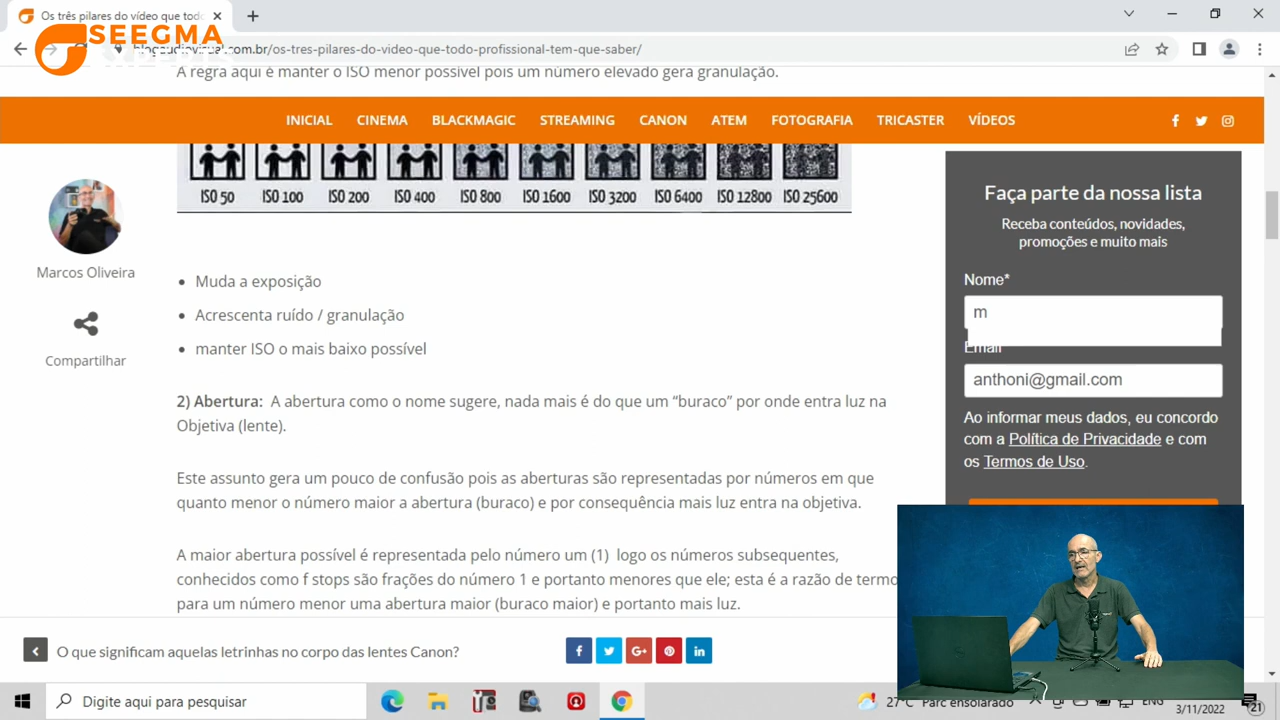 Os três pilares do vídeo que tod
SEEGMA
blogaudiovisual.com.br/os-tres-pilares-do-video-que-todo-profissional-tem-que-saber/
A regra aqui é manter o ISO menor possível pois um número elevado gera granulação.
INICIAL CINEMA BLACKMAGIC STREAMING CANON ATEM FOTOGRAFIA TRICASTER VÍDEOS
ISO 50 ISO 100 ISO 200 ISO 400 ISO 800 ISO 1600 ISO 3200 ISO 6400 ISO 12800 ISO 25600
Marcos Oliveira
Compartilhar
Muda a exposição
Acrescenta ruído / granulação
manter ISO o mais baixo possível
2) Abertura: A abertura como o nome sugere, nada mais é do que um “buraco” por onde entra luz na
Objetiva (lente).
Este assunto gera um pouco de confusão pois as aberturas são representadas por números em que
quanto menor o número maior a abertura (buraco) e por consequência mais luz entra na objetiva.
A maior abertura possível é representada pelo número um (1) logo os números subsequentes,
conhecidos como f stops são frações do número 1 e portanto menores que ele; esta é a razão de termo
para um número menor uma abertura maior (buraco maior) e portanto mais luz.
Faça parte da nossa lista
Receba conteúdos, novidades,
promoções e muito mais
Nome*
m
Email
anthoni@gmail.com
Ao informar meus dados, eu concordo
com a Política de Privacidade e com
os Termos de Uso.
O que significam aquelas letrinhas no corpo das lentes Canon?
Digite aqui para pesquisar
27°C Parc ensolarado
ENG
3/11/2022
21